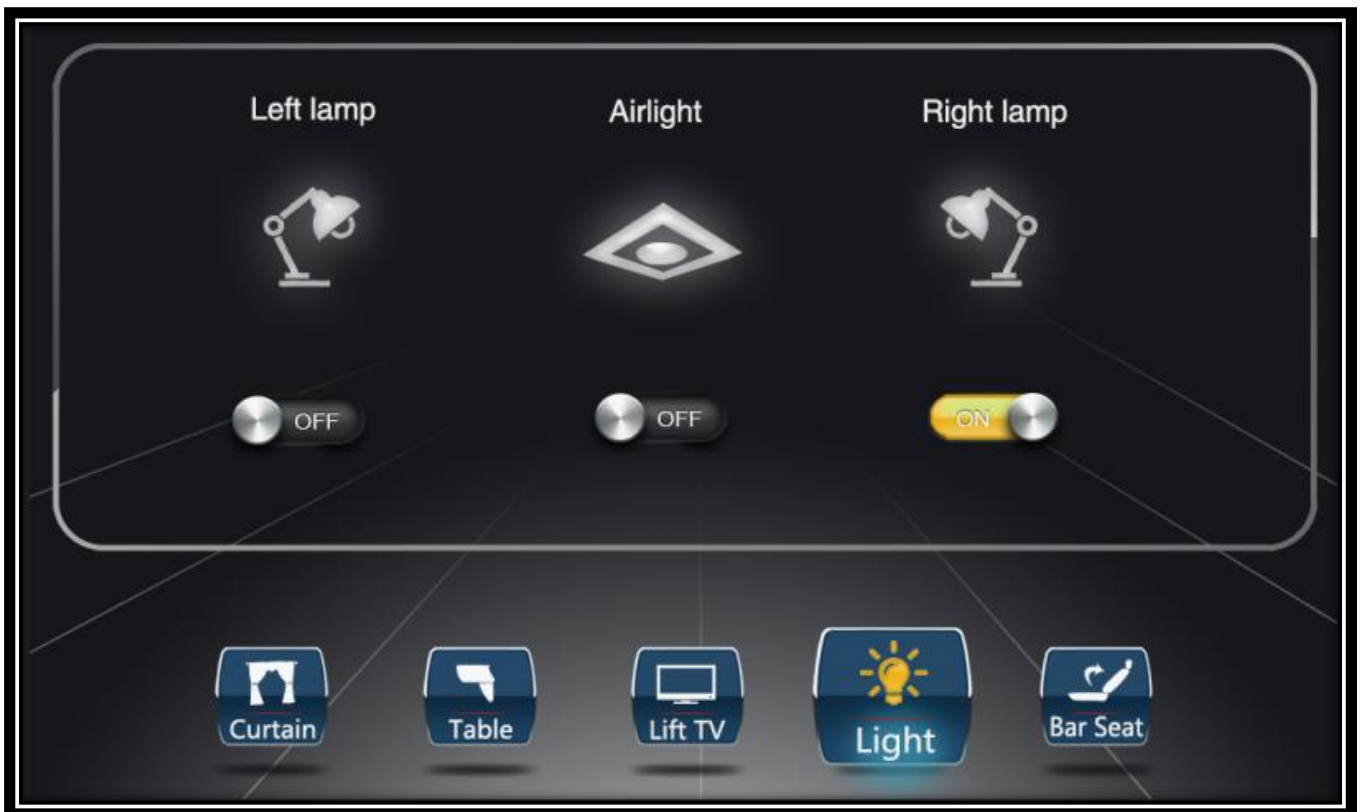 Left lamp
Airlight
Right lamp
OFF
OFF
ON
Curtain
Table
Lift TV
Light
Bar Seat